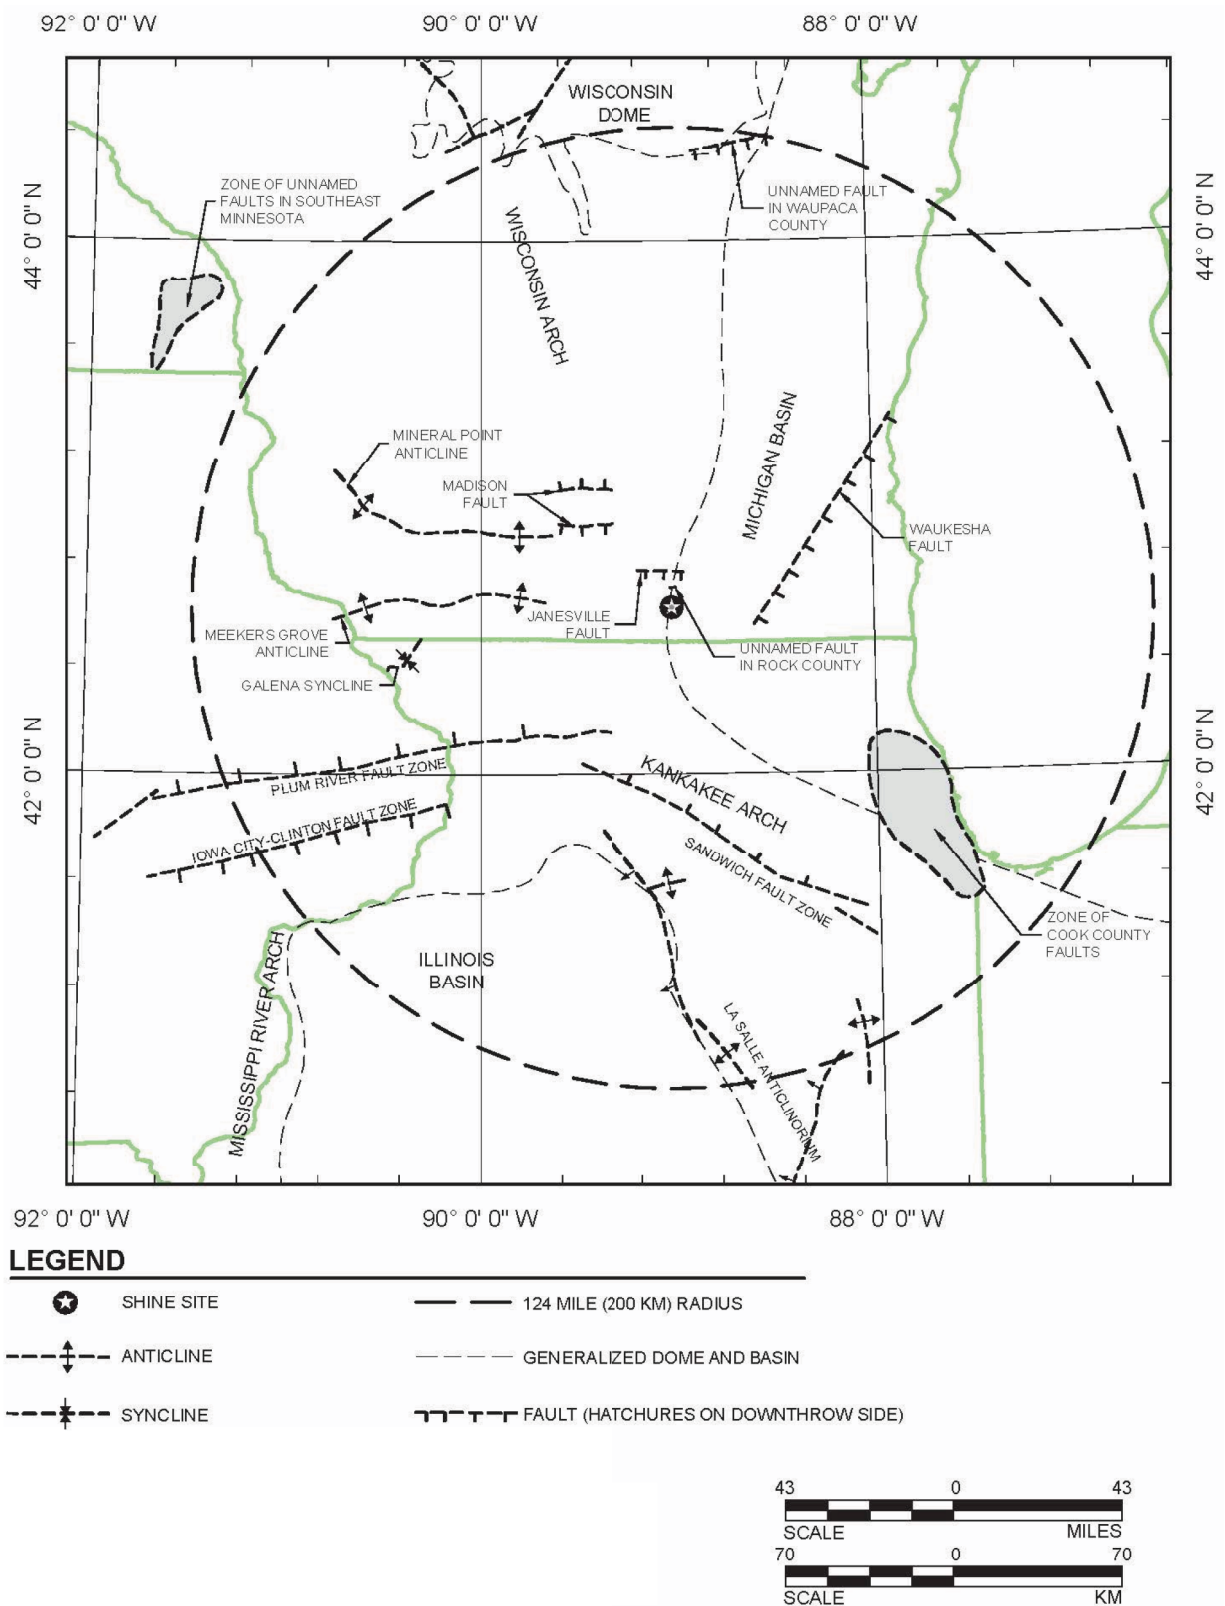 92° 0' 0" W
90° 0' 0" W
88° 0' 0" W
WISCONSIN
DOME
ZONE OF UNNAMED
FAULTS IN SOUTHEAST
MINNESOTA
UNNAMED FAULT
IN WAUPACA
COUNTY
44° 0' 0" N
44° 0' 0" N
WISCONSIN ARCH
MICHIGAN BASIN
MINERAL POINT
ANTICLINE
MADISON
FAULT
WAUKESHA
FAULT
JANESVILLE
FAULT
MEEKERS GROVE
ANTICLINE
UNNAMED FAULT
IN ROCK COUNTY
GALENA SYNCLINE
42° 0' 0" N
42° 0' 0" N
PLUM RIVER FAULT ZONE
KANKAKEE ARCH
IOWA CITY-CLINTON FAULT ZONE
SANDWICH FAULT ZONE
ZONE OF
COOK COUNTY
FAULTS
ILLINOIS
BASIN
MISSISSIPPI RIVER ARCH
LA SALLE ANTICLINORIUM
92° 0' 0" W
90° 0' 0" W
88° 0' 0" W
LEGEND
SHINE SITE
124 MILE (200 KM) RADIUS
ANTICLINE
GENERALIZED DOME AND BASIN
SYNCLINE
FAULT (HATCHURES ON DOWNTHROW SIDE)
43 0 43
SCALE MILES
70 0 70
SCALE KM